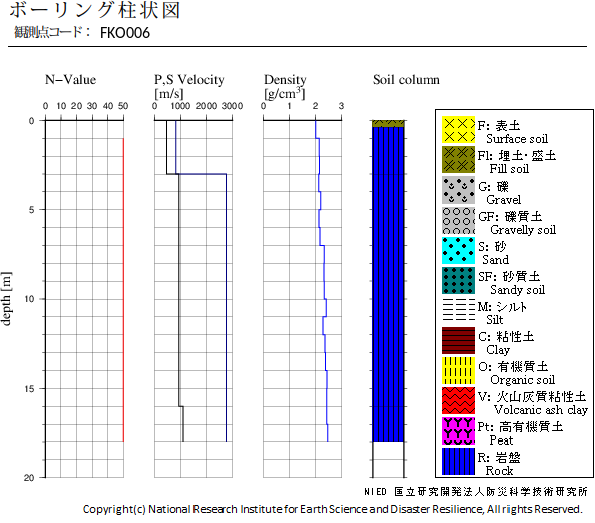 ボーリング柱状図
観測点コード： FKO006
N−Value P,S Velocity Density Soil column
[m/s] [g/cm3]
0 10 20 30 40 50 0 1000 2000 3000 0 1 2 3
0
5
10
15
20
depth [m]
F: 表土
Surface soil
Fl: 埋土・盛土
Fill soil
G: 礫
Gravel
GF: 礫質土
Gravelly soil
S: 砂
Sand
SF: 砂質土
Sandy soil
M: シルト
Silt
C: 粘性土
Clay
O: 有機質土
Organic soil
V: 火山灰質粘性土
Volcanic ash clay
Pt: 高有機質土
Peat
R: 岩盤
Rock
NIED 国立研究開発法人防災科学技術研究所
Copyright(c) National Research Institute for Earth Science and Disaster Resilience, All rights Reserved.